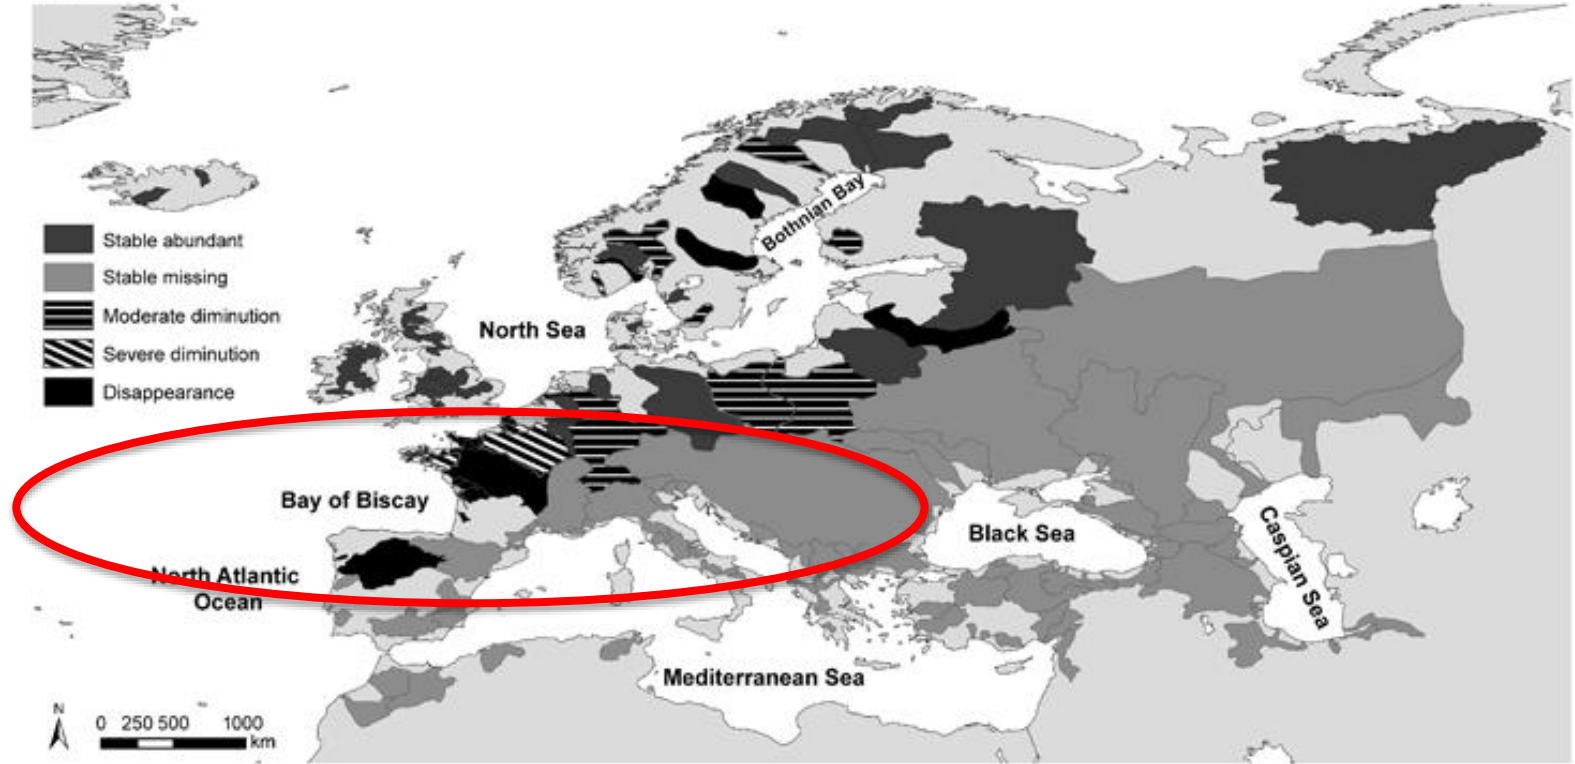 Bothnian Bay
Stable abundant
Stable missing
Moderate diminution
Severe diminution
Disappearance
North Sea
Bay of Biscay
Black Sea
Caspian Sea
North Atlantic
Ocean
Mediterranean Sea
N
0 250 500 1000
km